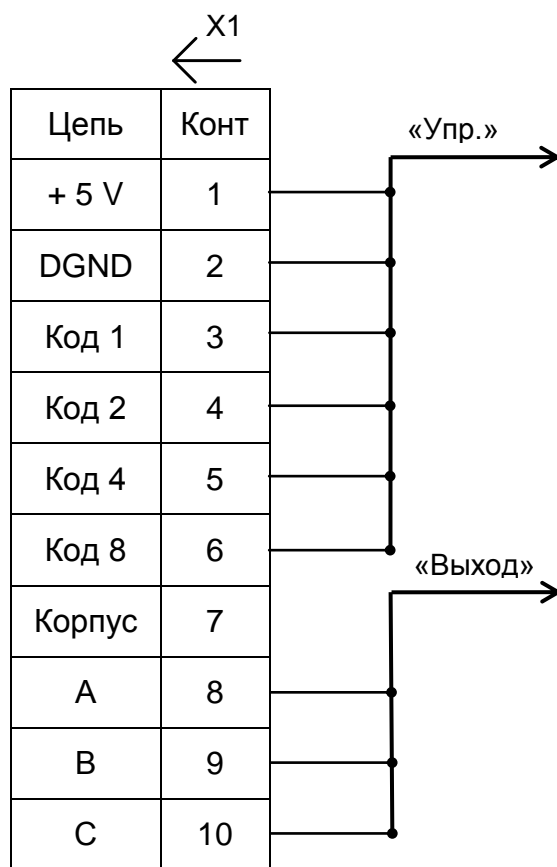 X1
Цепь Конт
«Упр.»
+ 5 V 1
DGND 2
Код 1 3
Код 2 4
Код 4 5
Код 8 6
«Выход»
Корпус 7
A 8
B 9
C 10